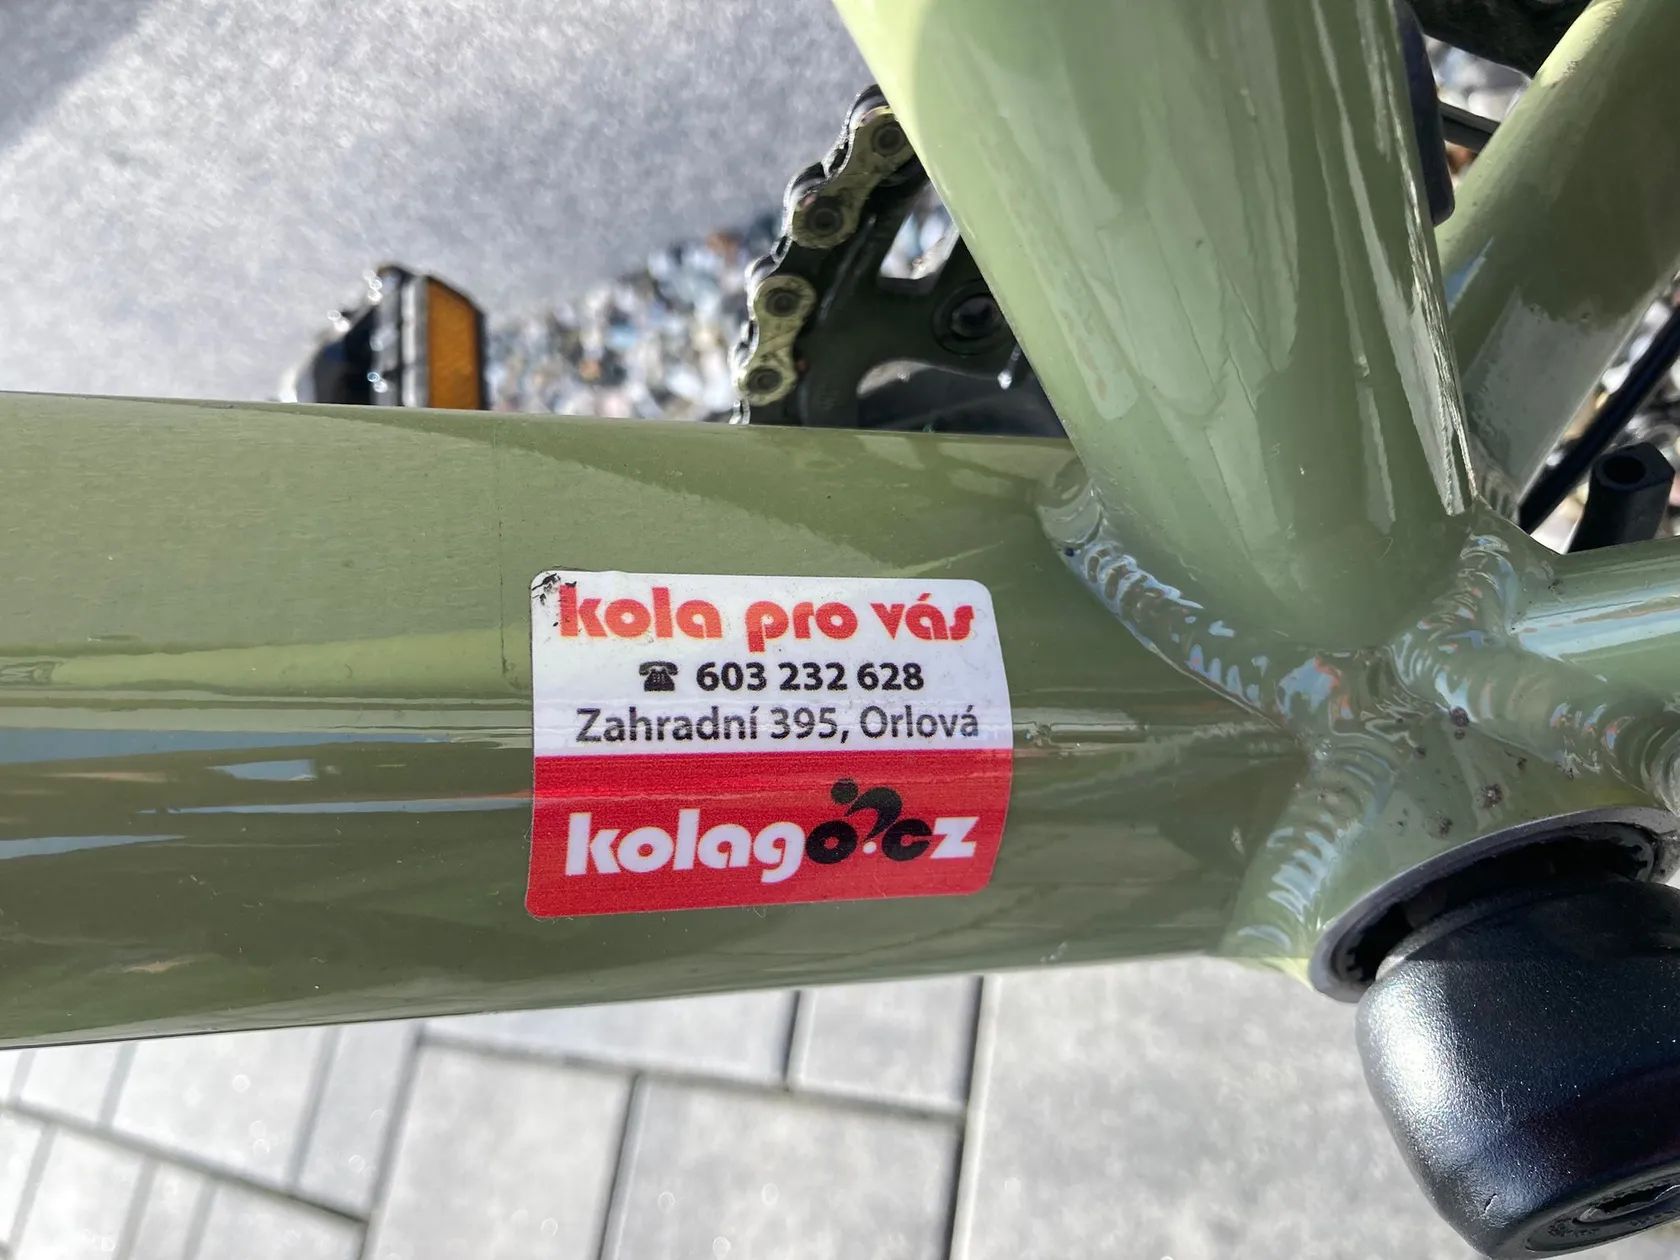 kola pro vás
☎ 603 232 628
Zahradní 395, Orlová
kolago.cz